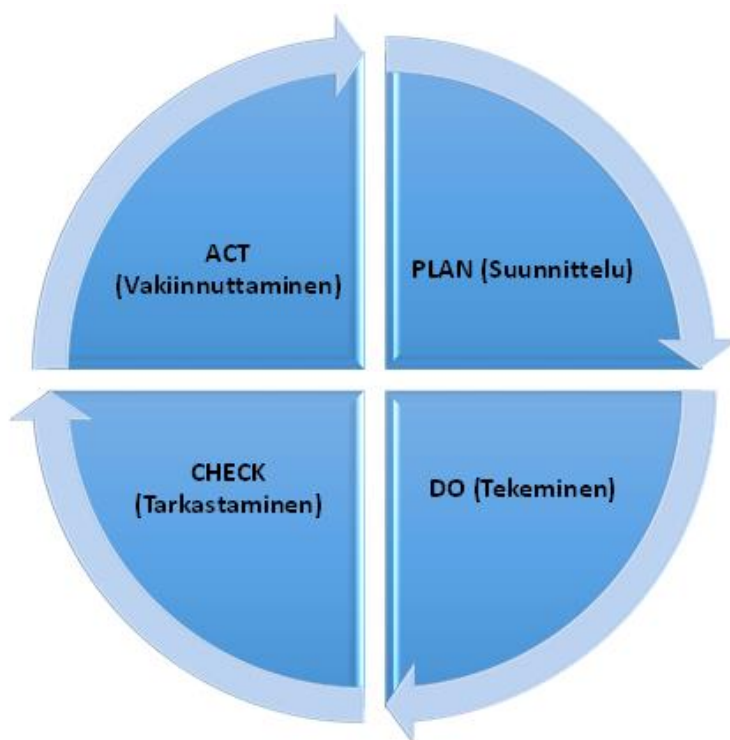 ACT
(Vakiinnuttaminen)
PLAN (Suunnittelu)
CHECK
(Tarkastaminen)
DO (Tekeminen)